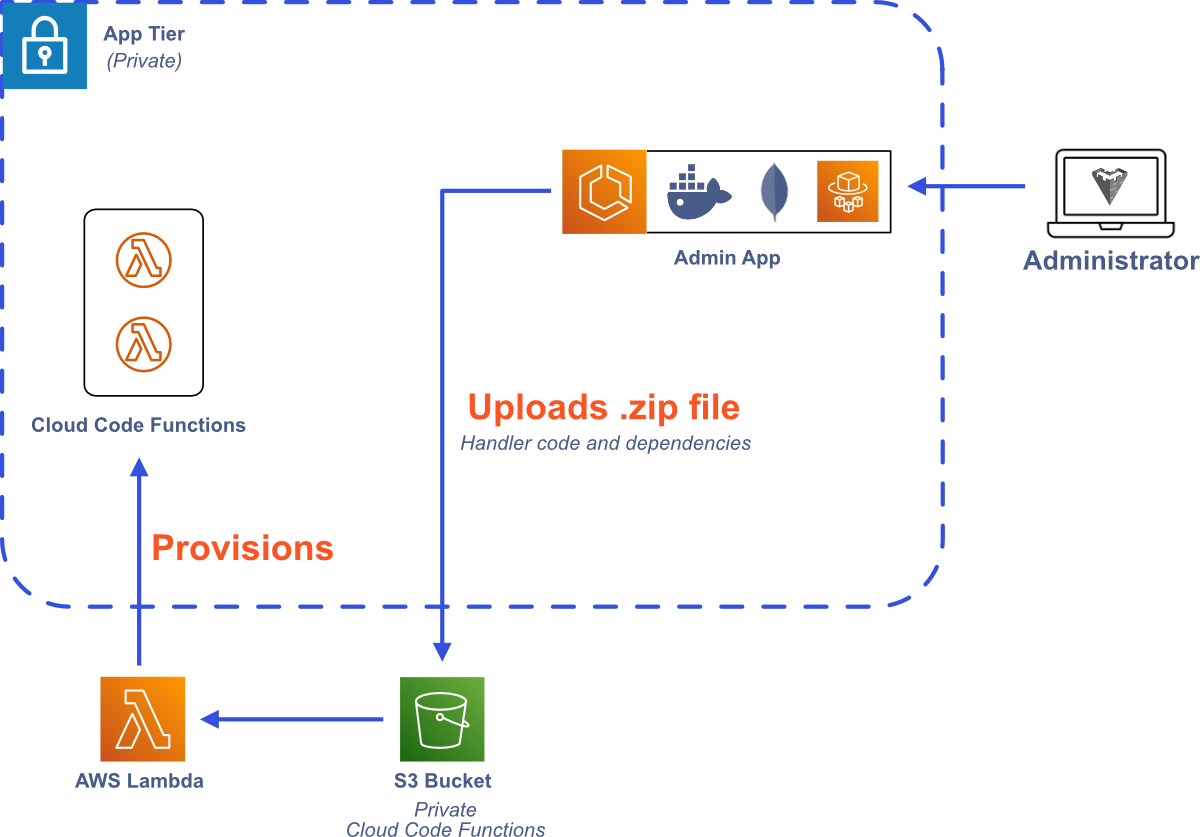 App Tier
(Private)
Admin App
Administrator
Cloud Code Functions
Uploads .zip file
Handler code and dependencies
Provisions
AWS Lambda
S3 Bucket
Private
Cloud Code Functions